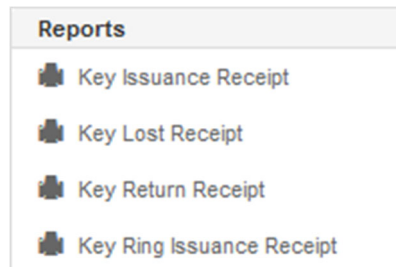 Reports
Key Issuance Receipt
Key Lost Receipt
Key Return Receipt
Key Ring Issuance Receipt